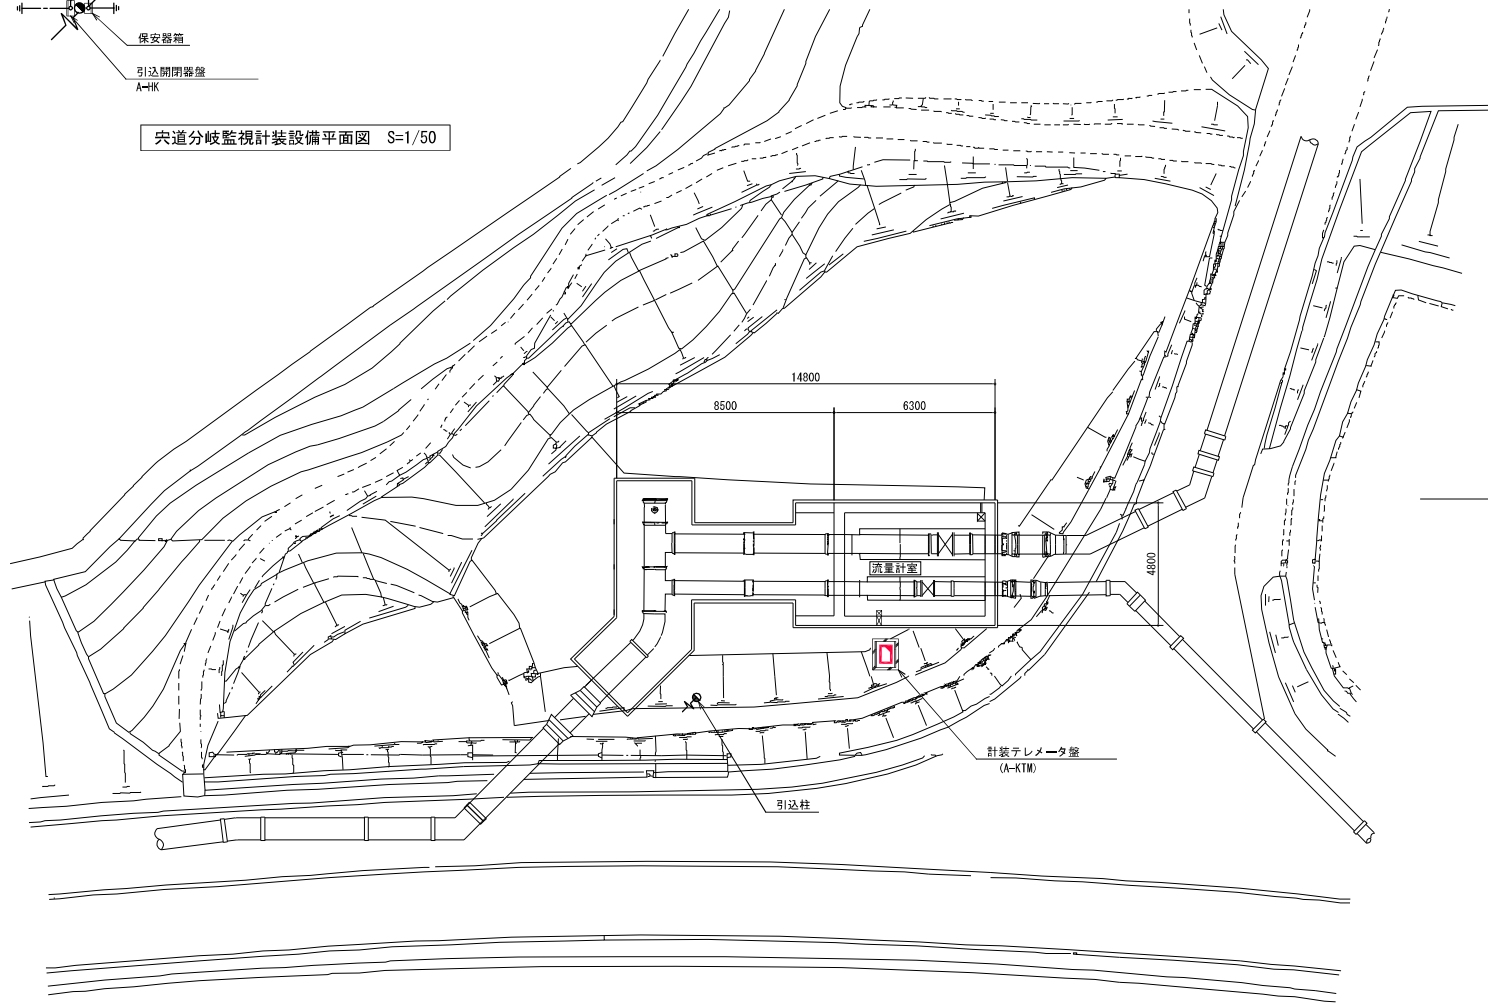 保安器箱
引込開閉器盤
A-HK
宍道分岐監視計装設備平面図 S=1/50
14800
8500
6300
4800
流量計室
計装テレメータ盤
(A-KTM)
引込柱